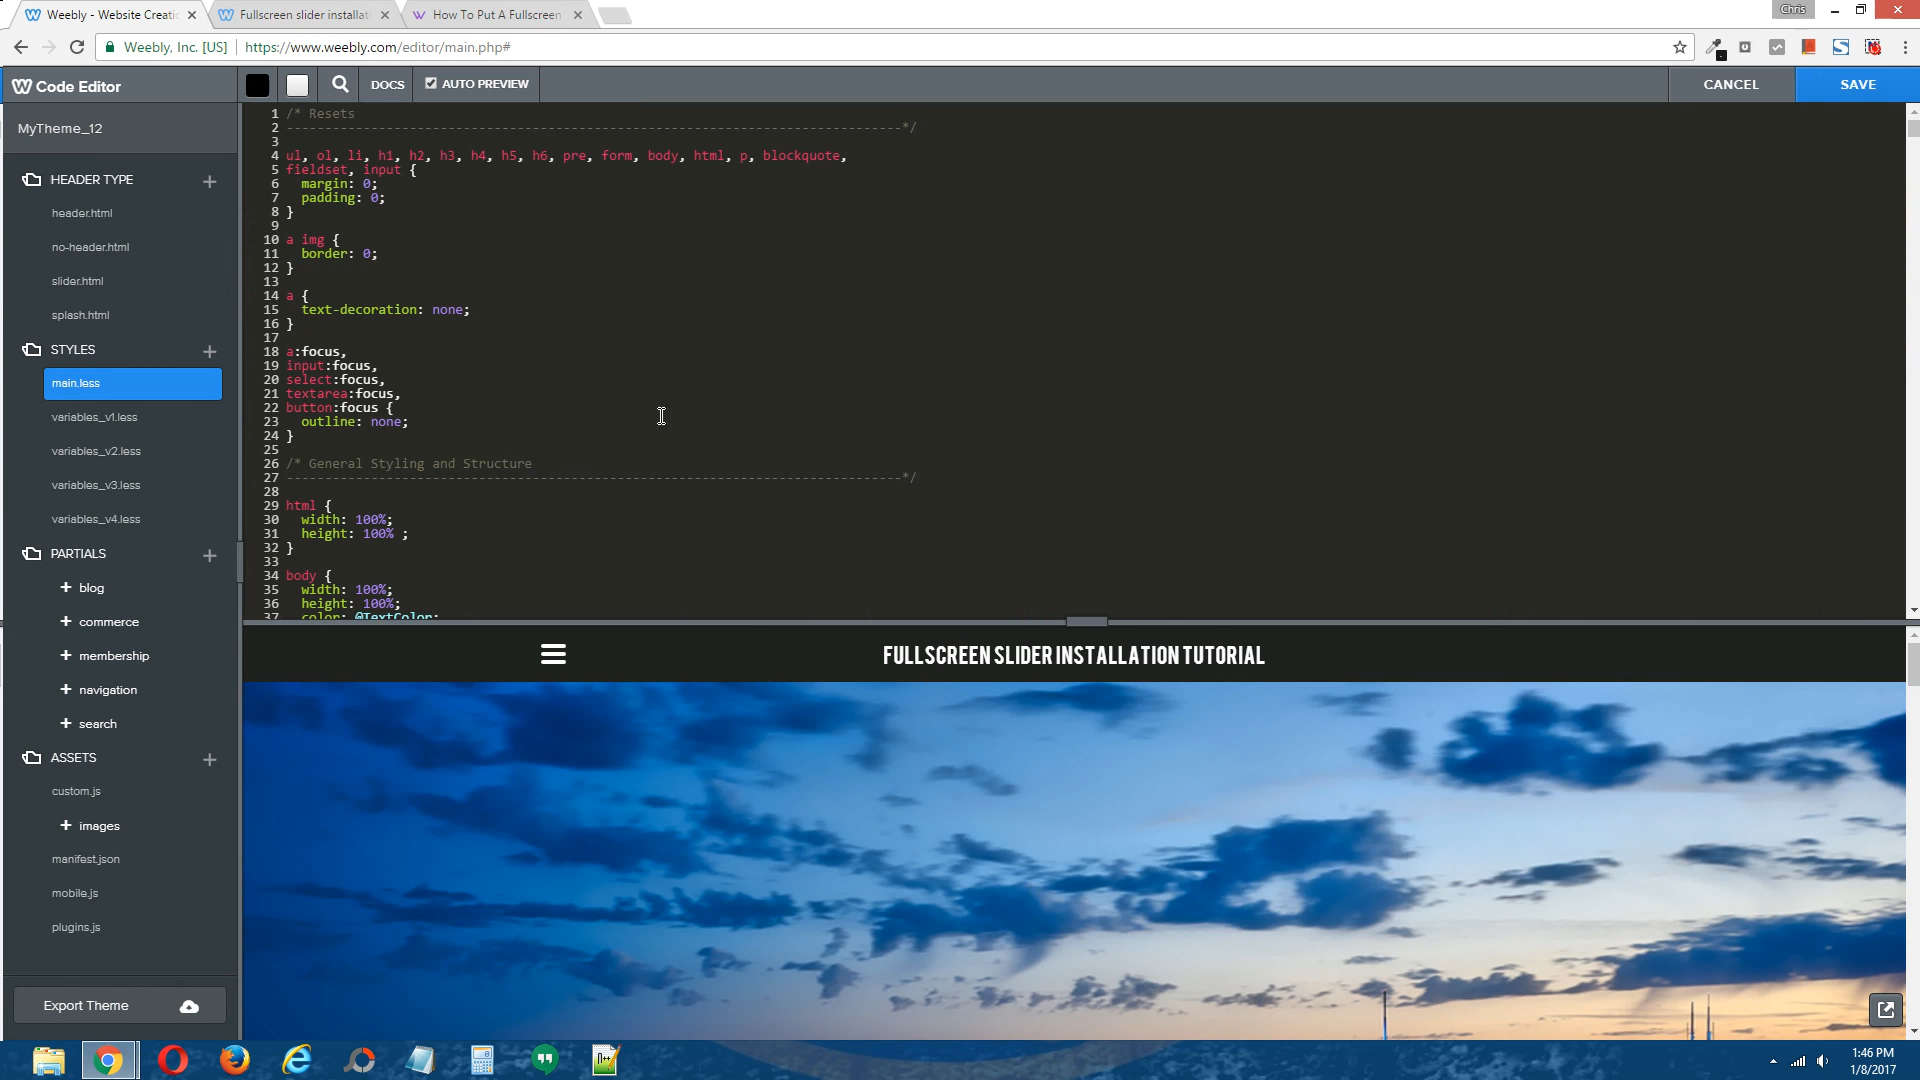 Chris
Weebly - Website Creatic
Fullscreen slider installati
How To Put A Fullscreen
Weebly, Inc. [US]
https://www.weebly.com/editor/main.php#
Code Editor
DOCS
AUTO PREVIEW
CANCEL
SAVE
MyTheme_12
HEADER TYPE
header.html
no-header.html
slider.html
splash.html
STYLES
main.less
variables_v1.less
variables_v2.less
variables_v3.less
variables_v4.less
PARTIALS
blog
commerce
membership
navigation
search
ASSETS
custom.js
images
manifest.json
mobile.js
plugins.js
Export Theme
1 /* Resets
2 --------------------------------------------------------------------------------*/
3
4 ul, ol, li, h1, h2, h3, h4, h5, h6, pre, form, body, html, p, blockquote,
5 fieldset, input {
6   margin: 0;
7   padding: 0;
8 }
9
10 a img {
11   border: 0;
12 }
13
14 a {
15   text-decoration: none;
16 }
17
18 a:focus,
19 input:focus,
20 select:focus,
21 textarea:focus,
22 button:focus {
23   outline: none;
24 }
25
26 /* General Styling and Structure
27 --------------------------------------------------------------------------------*/
28
29 html {
30   width: 100%;
31   height: 100% ;
32 }
33
34 body {
35   width: 100%;
36   height: 100%;
37   color: @TextColor;
FULLSCREEN SLIDER INSTALLATION TUTORIAL
1:46 PM
1/8/2017